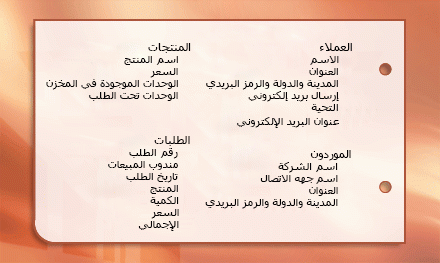 العملاء
الاسم
العنوان
المدينة والدولة والرمز البريدي
إرسال بريد إلكتروني
التحية
عنوان البريد الإلكتروني
المنتجات
اسم المنتج
السعر
الوحدات الموجودة في المخزن
الوحدات تحت الطلب
الموردون
اسم الشركة
اسم جهه الاتصال
العنوان
المدينة والدولة والرمز البريدي
الطلبات
رقم الطلب
مندوب المبيعات
تاريخ الطلب
المنتج
الكمية
السعر
الإجمالي